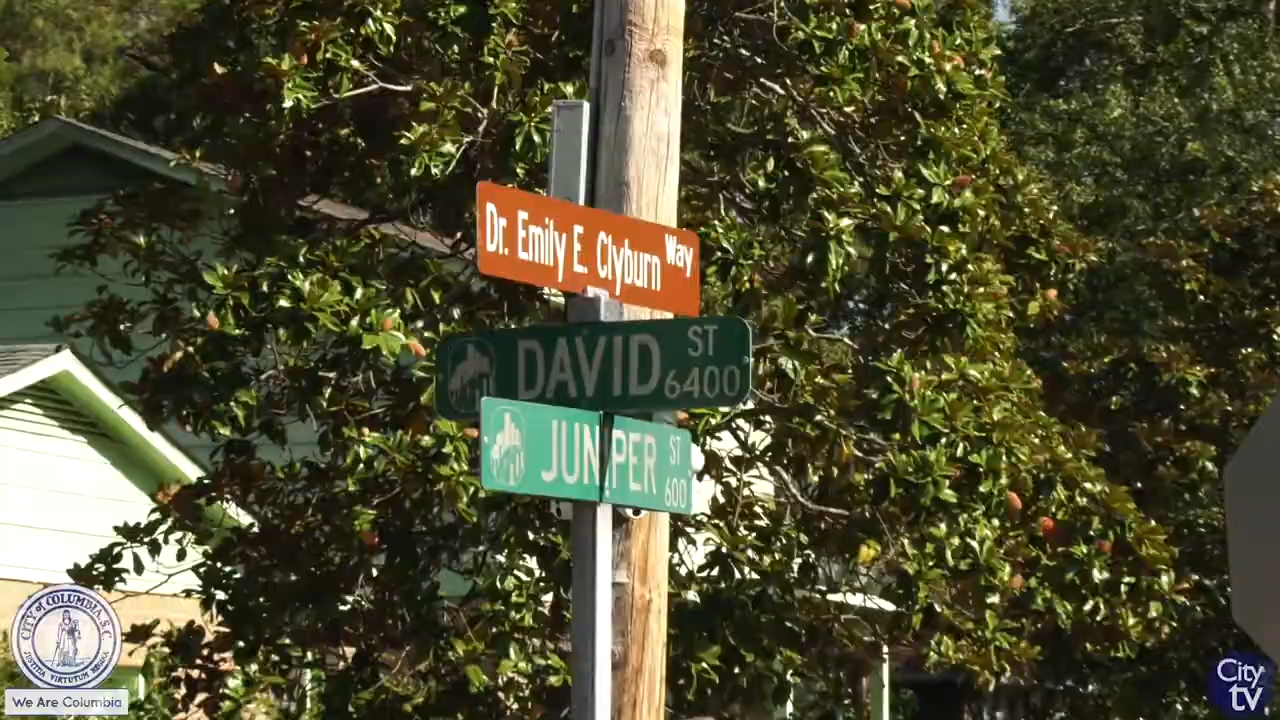 Dr. Emily E. Clyburn Way
DAVID ST
6400
JUNIPER ST
600
CITY of COLUMBIA, S.C.
JUSTITIA VIRTUTUM REGINA
We Are Columbia
City
tv